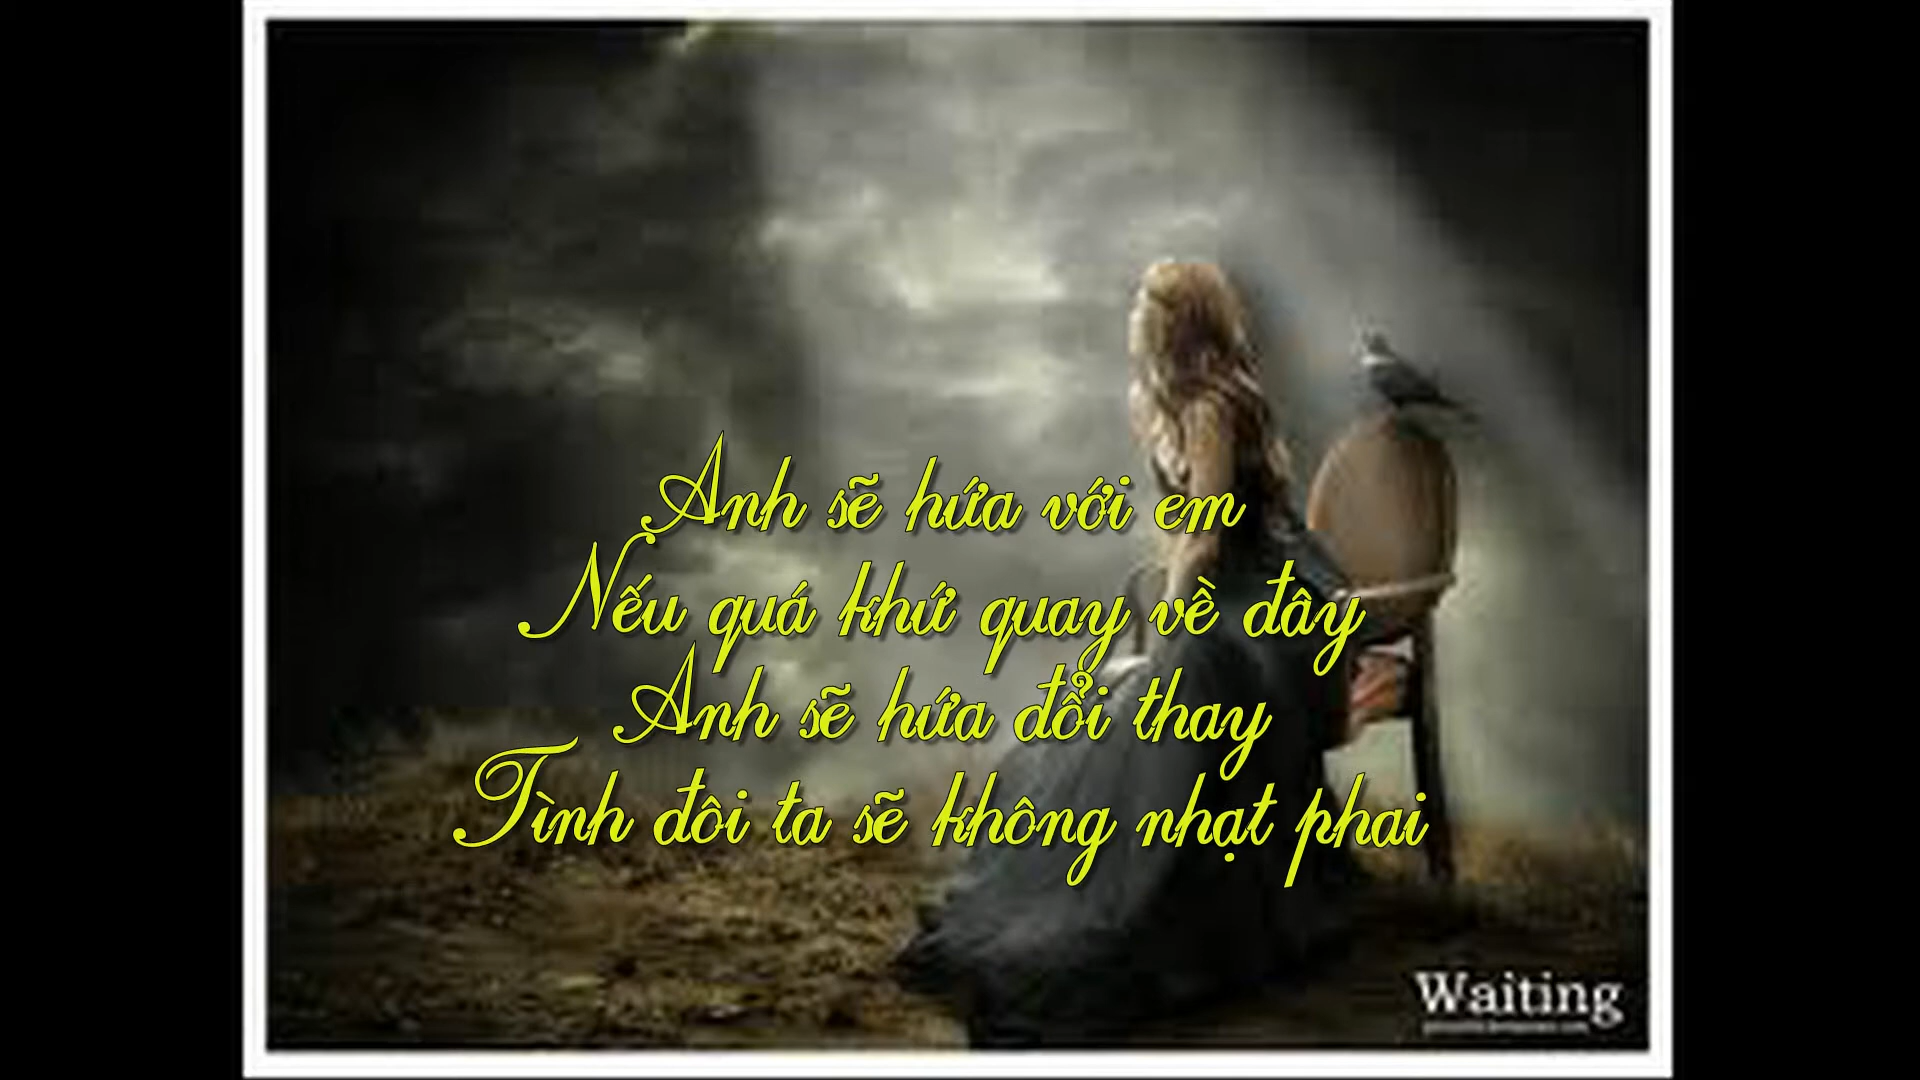 Anh sẽ hứa với em
Nếu quá khứ quay về đây
Anh sẽ hứa đổi thay
Tình đôi ta sẽ không nhạt phai
Waiting